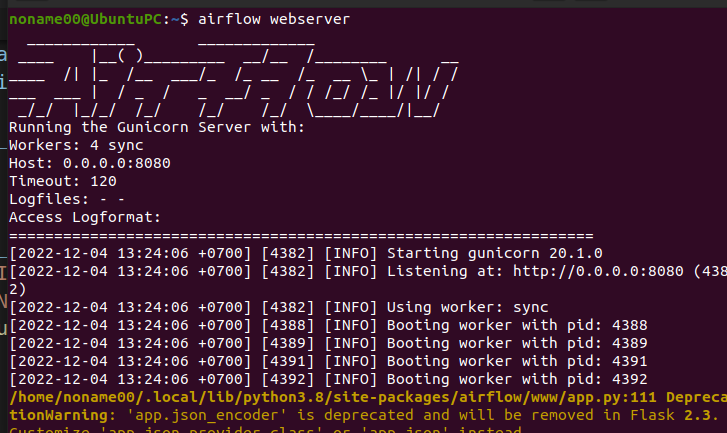 noname00@UbuntuPC:~$ airflow webserver
  ____________       _____________
 ____    |__( )_________  __/__  /________      __
____  /| |_  /__  ___/_  /_ __  /_  __ \_ | /| / /
___  ___ |  / _  /   _  __/ _  / / /_/ /_ |/ |/ /
 _/_/  |_/_/  /_/    /_/    /_/  \____/____/|__/
Running the Gunicorn Server with:
Workers: 4 sync
Host: 0.0.0.0:8080
Timeout: 120
Logfiles: - -
Access Logformat:
=================================================================
[2022-12-04 13:24:06 +0700] [4382] [INFO] Starting gunicorn 20.1.0
[2022-12-04 13:24:06 +0700] [4382] [INFO] Listening at: http://0.0.0.0:8080 (438
2)
[2022-12-04 13:24:06 +0700] [4382] [INFO] Using worker: sync
[2022-12-04 13:24:06 +0700] [4388] [INFO] Booting worker with pid: 4388
[2022-12-04 13:24:06 +0700] [4389] [INFO] Booting worker with pid: 4389
[2022-12-04 13:24:06 +0700] [4391] [INFO] Booting worker with pid: 4391
[2022-12-04 13:24:06 +0700] [4392] [INFO] Booting worker with pid: 4392
/home/noname00/.local/lib/python3.8/site-packages/airflow/www/app.py:111 Depreca
tionWarning: 'app.json_encoder' is deprecated and will be removed in Flask 2.3.
Customize 'app.json_provider_class' or 'app.json' instead.